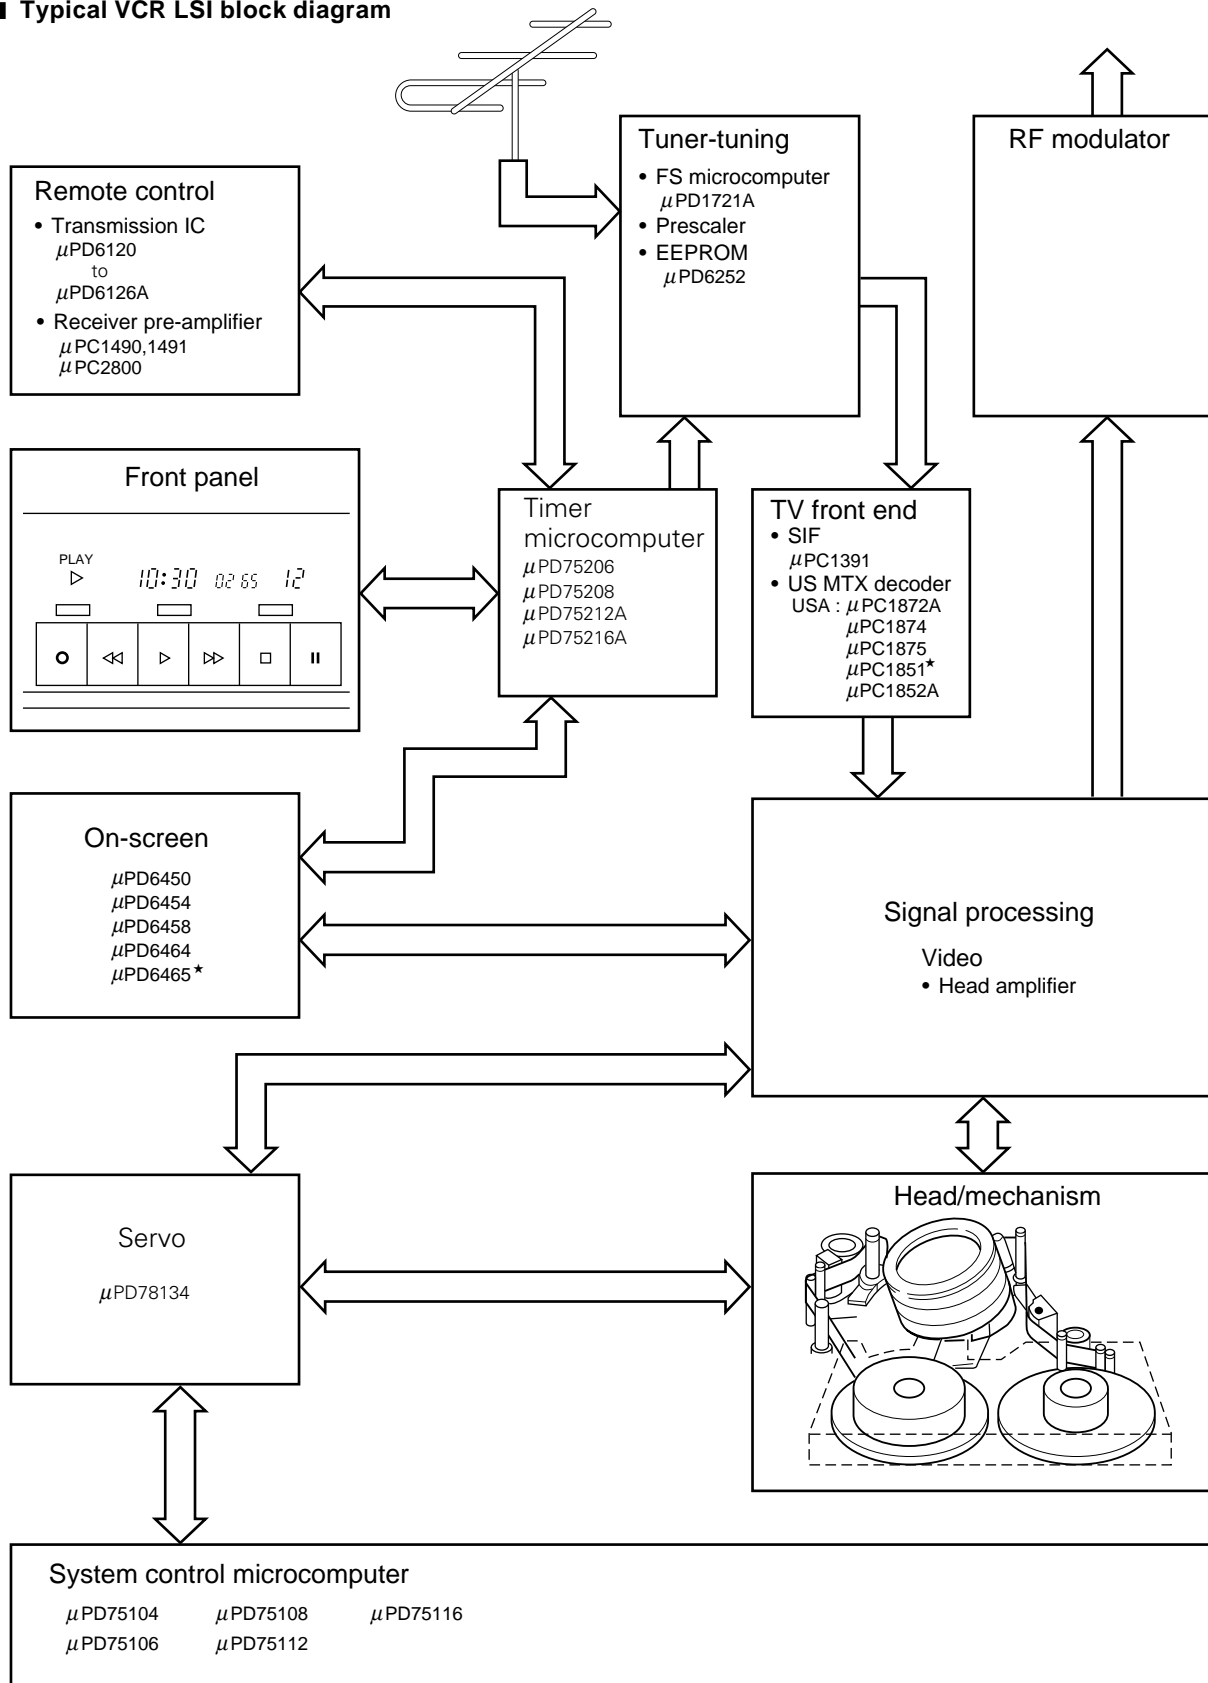 Typical VCR LSI block diagram
Tuner-tuning
• FS microcomputer
μPD1721A
• Prescaler
• EEPROM
μPD6252
RF modulator
Remote control
• Transmission IC
μPD6120
to
μPD6126A
• Receiver pre-amplifier
μPC1490,1491
μPC2800
Front panel
PLAY
10:30 02 65 12
Timer
microcomputer
μPD75206
μPD75208
μPD75212A
μPD75216A
TV front end
• SIF
μPC1391
• US MTX decoder
USA : μPC1872A
μPC1874
μPC1875
μPC1851★
μPC1852A
On-screen
μPD6450
μPD6454
μPD6458
μPD6464
μPD6465★
Signal processing
Video
• Head amplifier
Servo
μPD78134
Head/mechanism
System control microcomputer
μPD75104 μPD75108 μPD75116
μPD75106 μPD75112